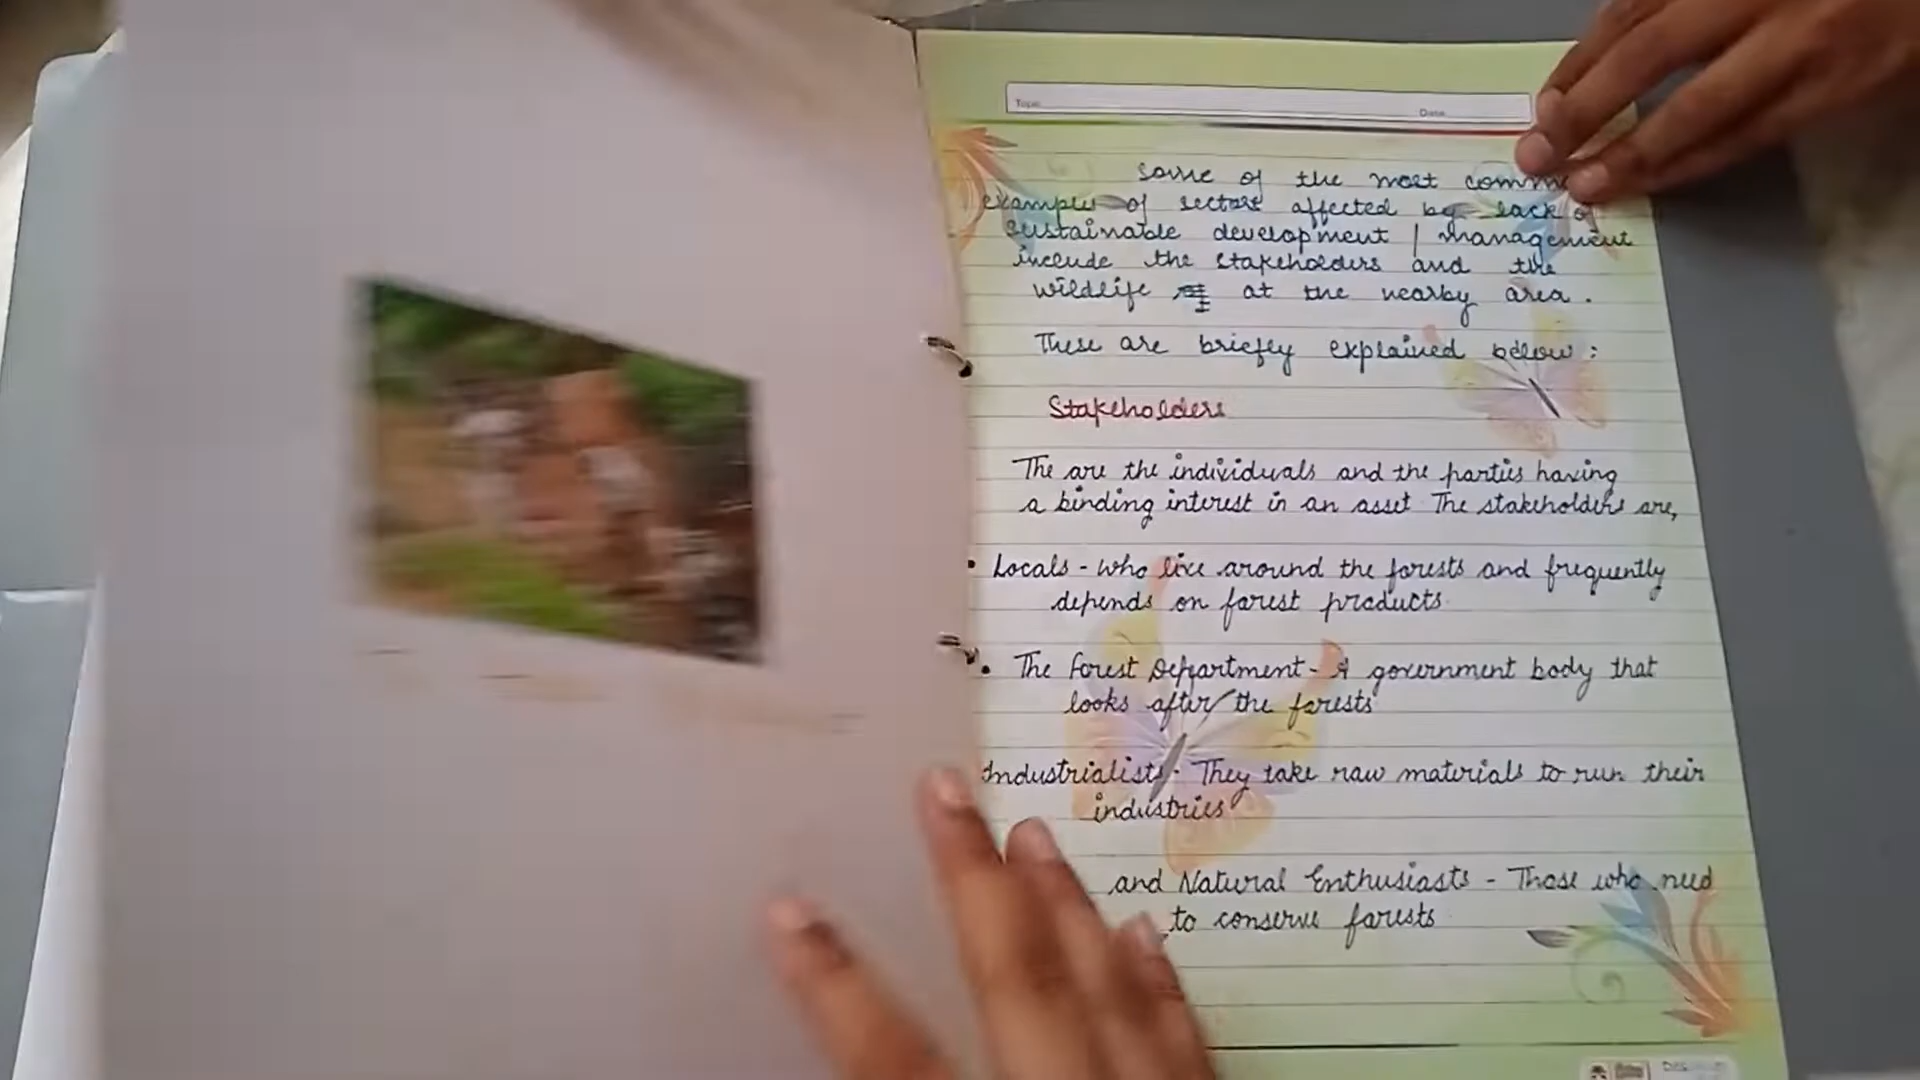 Topic
Date
Some of the most
examples of sectors affected by lack of
sustainable development / management
include the stakeholders and the
wildlife at the nearby area.
These are briefly explained below:
Stakeholders
The are the individuals and the parties having
a binding interest in an asset The stakeholders are,
• Locals - who live around the forests and frequently
depends on forest products
• The Forest Department - A government body that
looks after the forests
Industrialists - They take raw materials to run their
industries
and Natural Enthusiasts - Those who need
to conserve forests